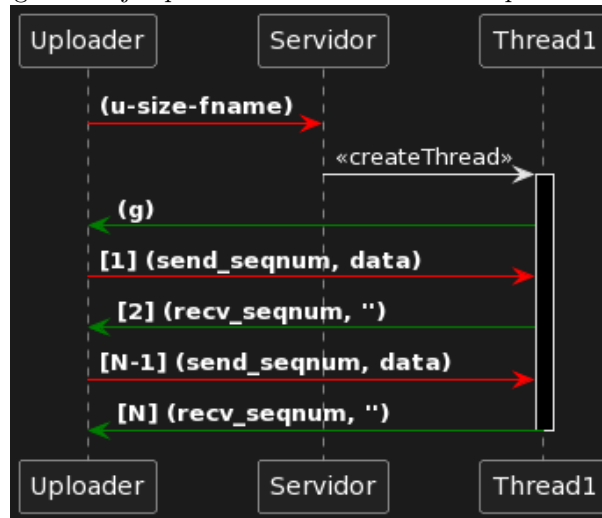 Uploader Servidor Thread1
(u-size-fname)
«createThread»
(g)
[1] (send_seqnum, data)
[2] (recv_seqnum, '')
[N-1] (send_seqnum, data)
[N] (recv_seqnum, '')
Uploader Servidor Thread1